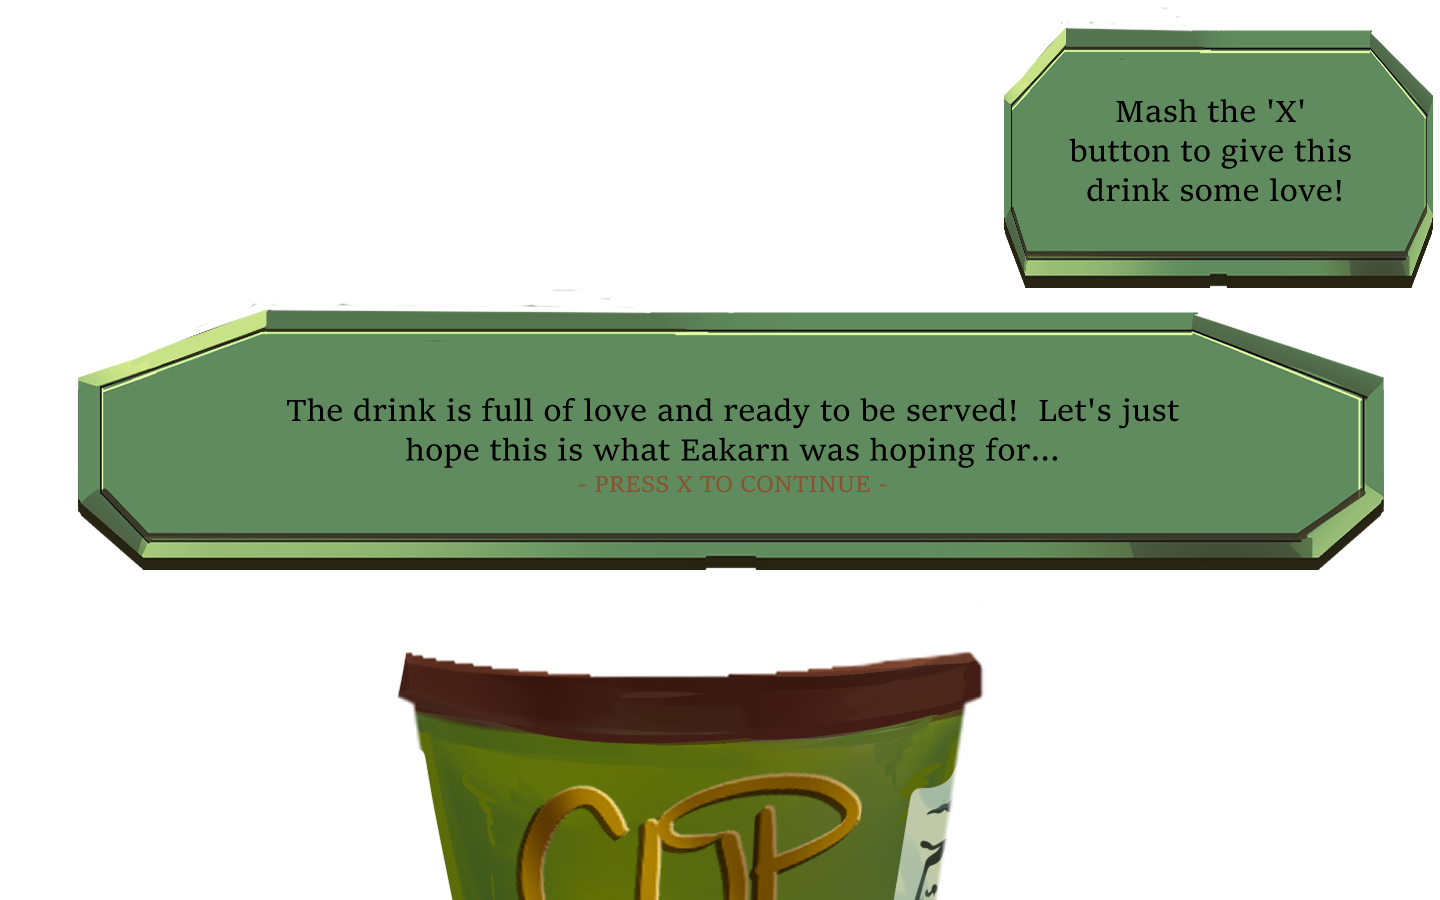 Mash the 'X'
button to give this
drink some love!
The drink is full of love and ready to be served!  Let's just
hope this is what Eakarn was hoping for...
- PRESS X TO CONTINUE -
CUP